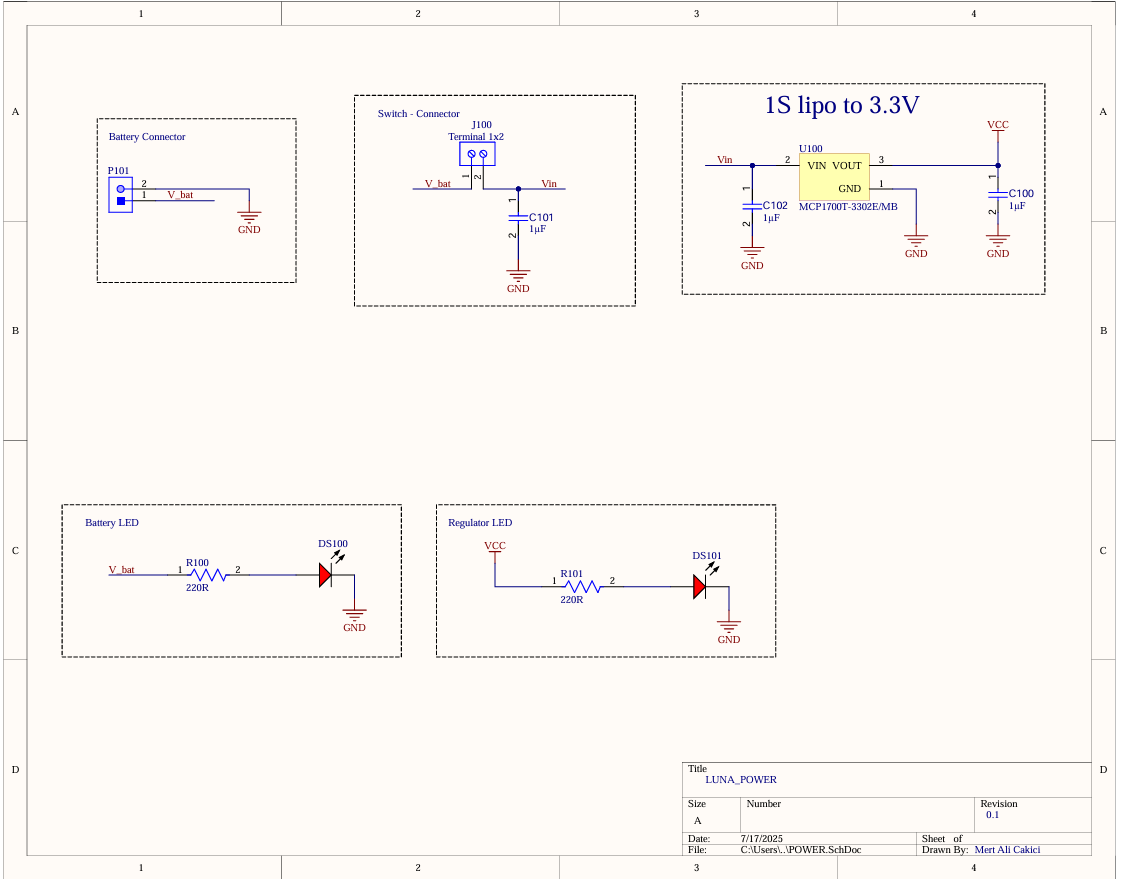 1 2 3 4
A A
B B
C C
D D
Battery Connector
P101
2
1
V_bat
GND
Switch - Connector
J100
Terminal 1x2
1
2
V_bat
Vin
1
C101
1μF
2
GND
1S lipo to 3.3V
VCC
U100
Vin
2
VIN VOUT
3
GND
1
MCP1700T-3302E/MB
1
C102
1μF
2
GND
GND
1
C100
1μF
2
GND
Battery LED
DS100
V_bat
1
R100
2
220R
GND
Regulator LED
VCC
DS101
1
R101
2
220R
GND
Title
LUNA_POWER
Size
A
Number
Revision
0.1
Date: 7/17/2025 Sheet of
File: C:\Users\..\POWER.SchDoc Drawn By: Mert Ali Cakici
1 2 3 4